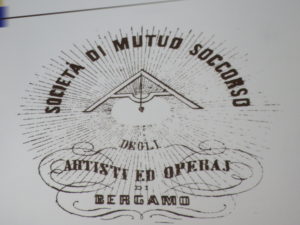 SOCIETÀ DI MUTUO SOCCORSO
DEGLI
ARTISTI ED OPERAJ
DI
BERGAMO